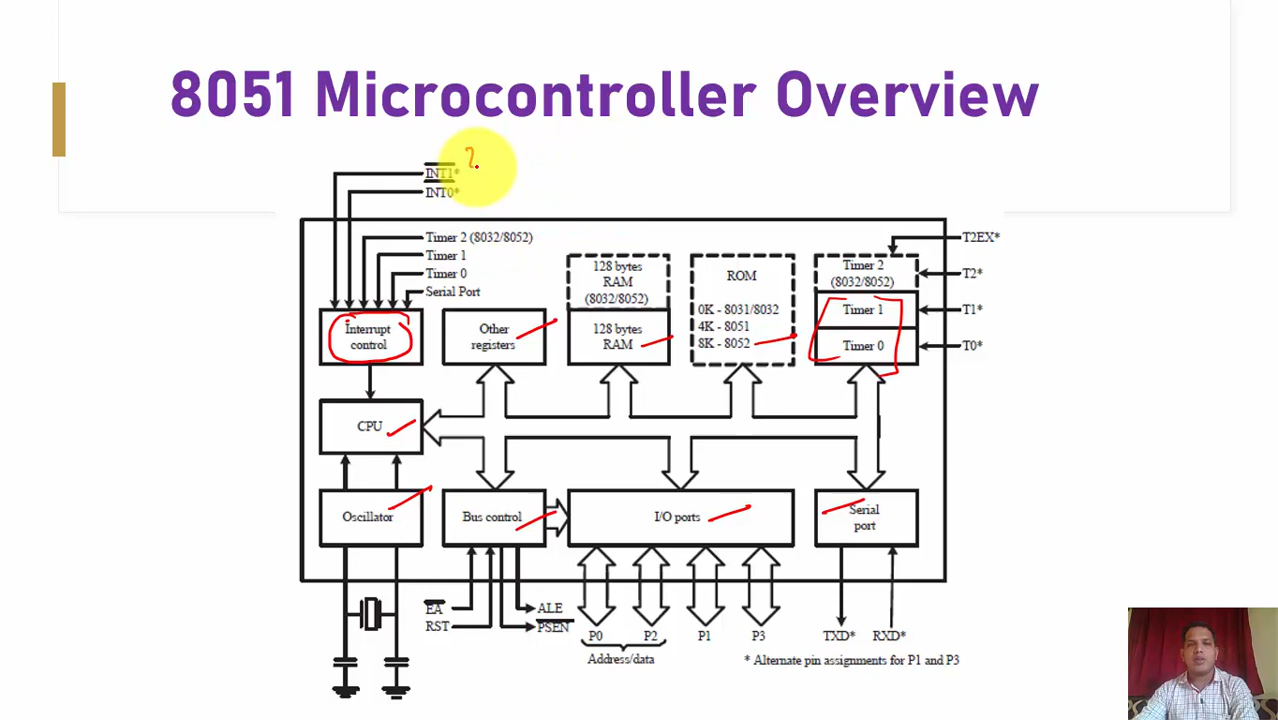 8051 Microcontroller Overview
2
INT1*
INT0*
Timer 2 (8032/8052)
Timer 1
Timer 0
Serial Port
T2EX*
T2*
T1*
T0*
Interrupt
control
Other
registers
128 bytes
RAM
(8032/8052)
128 bytes
RAM
ROM
0K - 8031/8032
4K - 8051
8K - 8052
Timer 2
(8032/8052)
Timer 1
Timer 0
CPU
Oscillator
Bus control
I/O ports
Serial
port
EA
RST
ALE
PSEN
P0
P2
P1
P3
Address/data
TXD*
RXD*
* Alternate pin assignments for P1 and P3